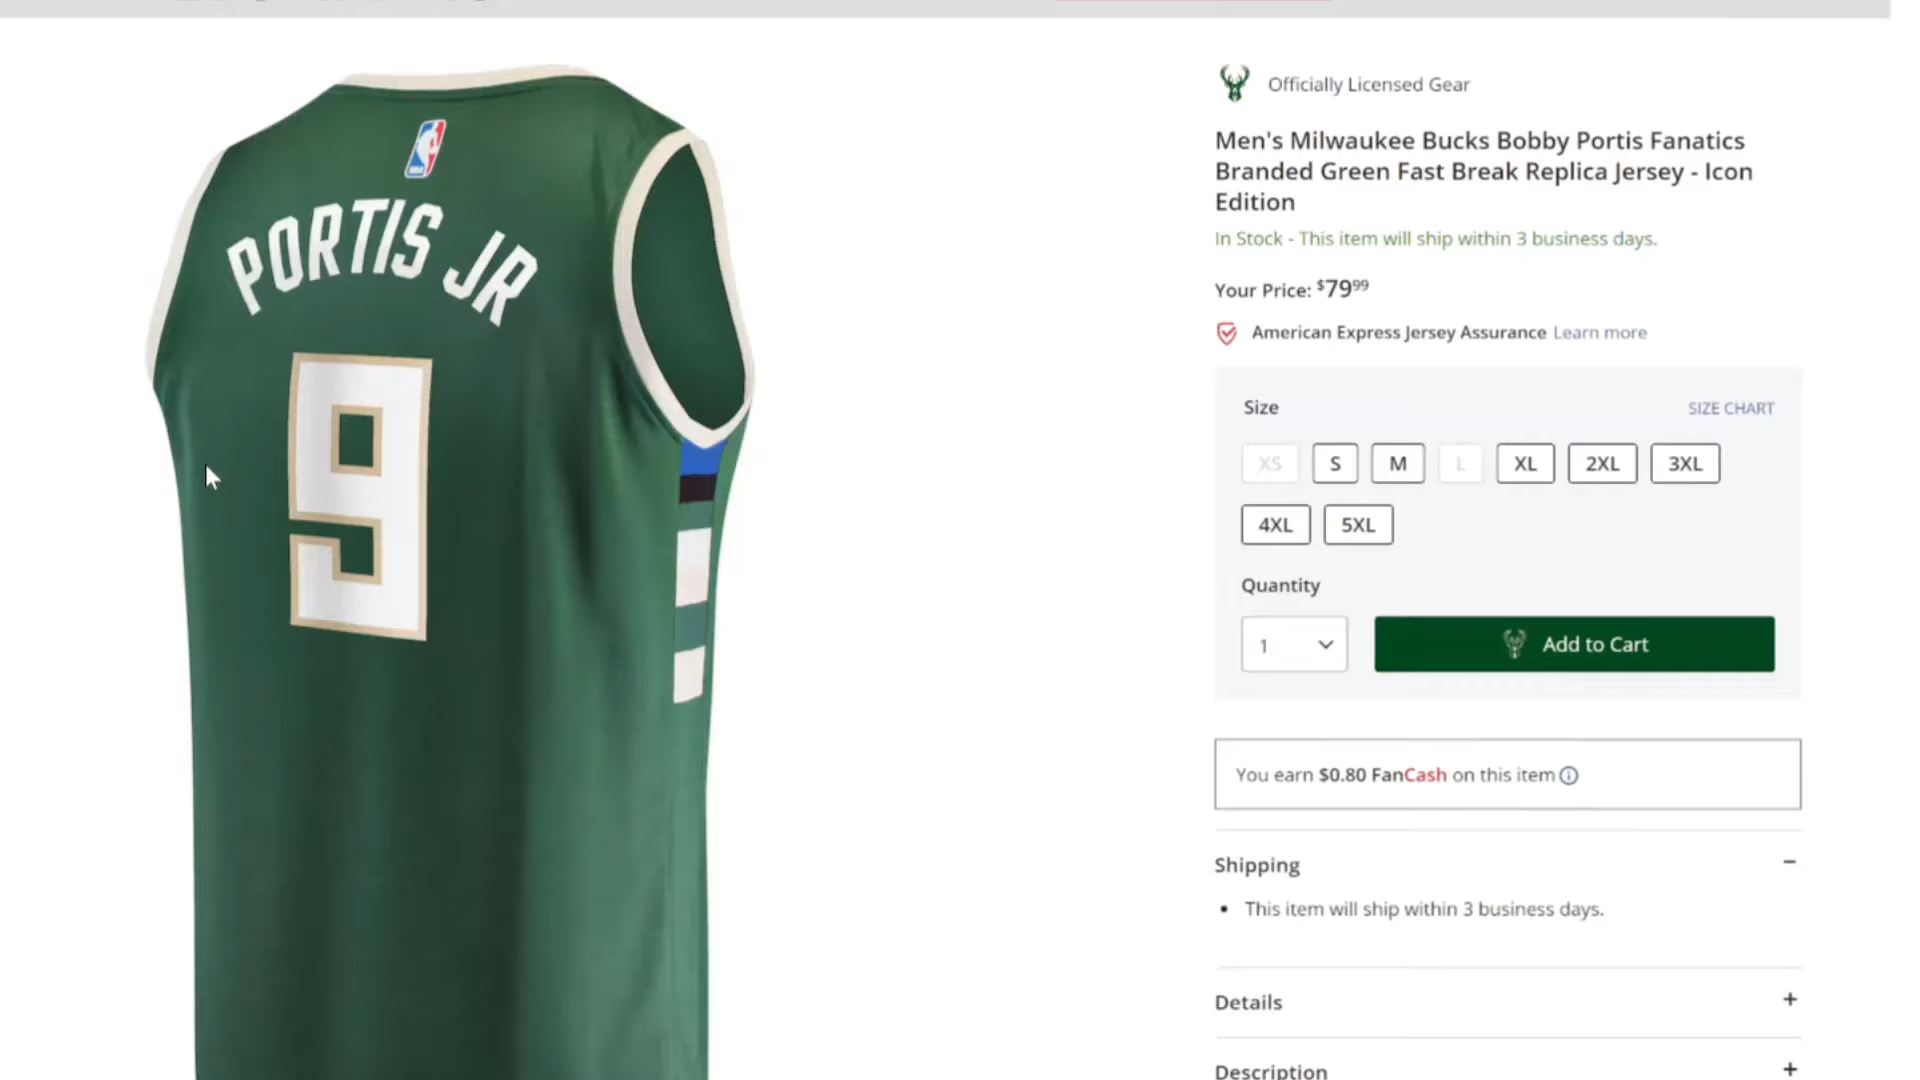 PORTIS JR
9
Officially Licensed Gear
Men's Milwaukee Bucks Bobby Portis Fanatics
Branded Green Fast Break Replica Jersey - Icon
Edition
In Stock - This item will ship within 3 business days.
Your Price: $79.99
American Express Jersey Assurance Learn more
Size
SIZE CHART
XS S M L XL 2XL 3XL
4XL 5XL
Quantity
1
Add to Cart
You earn $0.80 FanCash on this item
Shipping
−
• This item will ship within 3 business days.
Details
+
Description
+